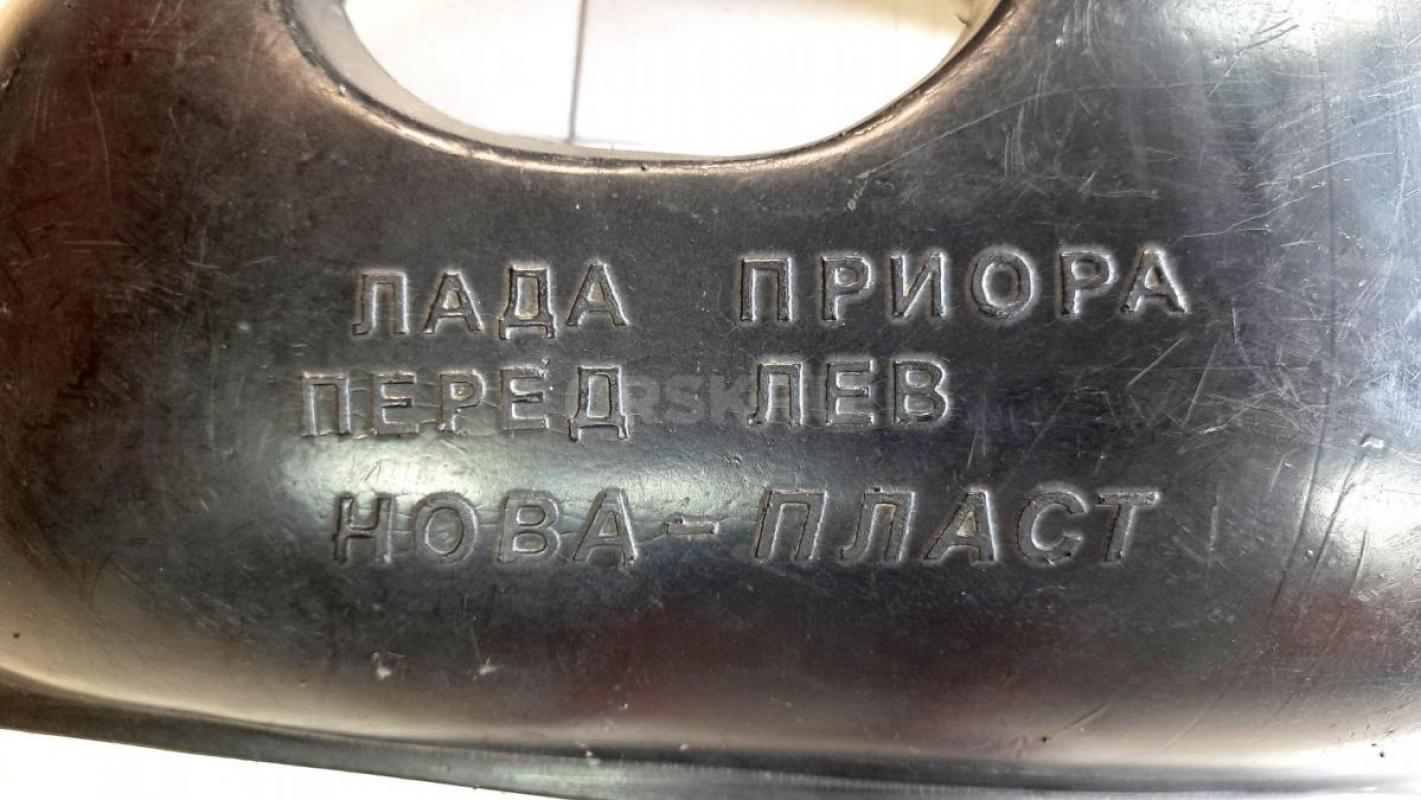 ЛАДА ПРИОРА
ПЕРЕД ЛЕВ
НОВА-ПЛАСТ